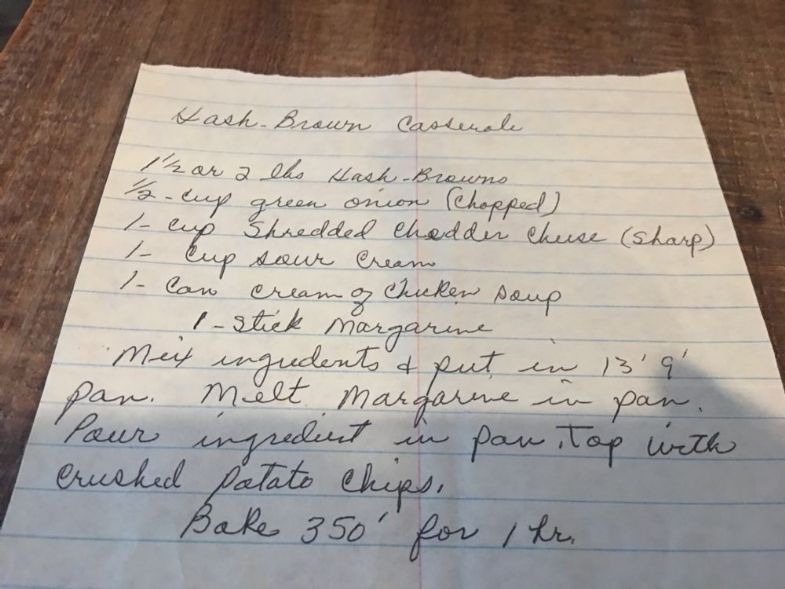 Hash-Brown Casserole
1 1/2 or 2 lbs Hash-Browns
1/2-cup green onion (Chopped)
1- cup Shredded Chedder Cheese (sharp)
1- Cup sour cream
1- Can cream of Chicken soup
1-stick Margarine
Mix ingredents & put in 13' 9'
pan. Melt Margarine in pan.
Pour ingredient in pan. Top with
crushed potato chips.
Bake 350' for 1 hr.